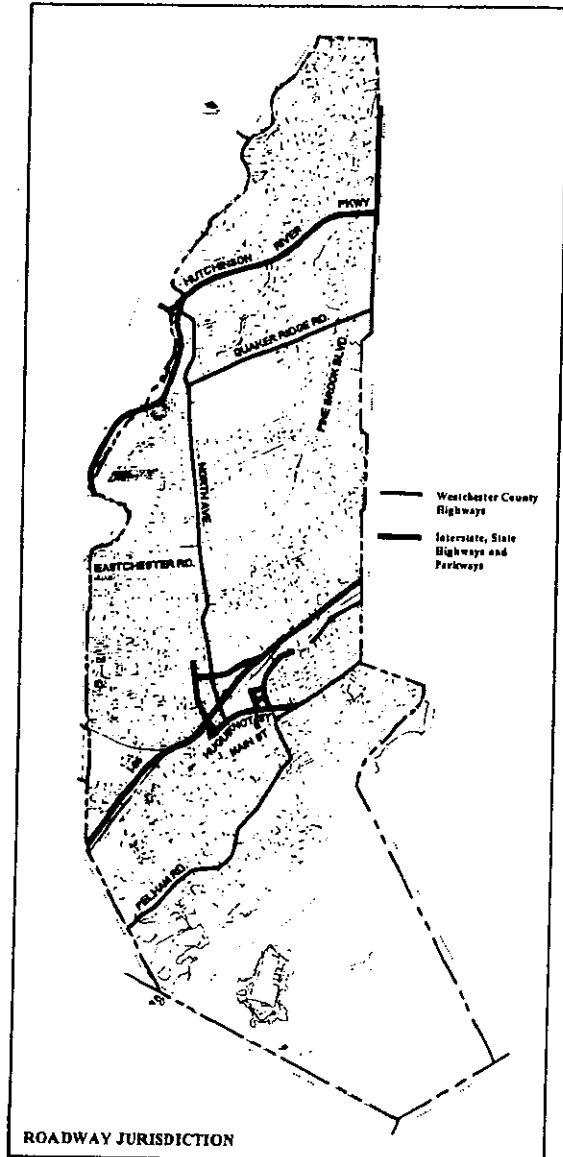 HUTCHINSON RIVER PKWY
QUAKER RIDGE RD.
PINE BROOK BLVD.
NORTH AVE.
EASTCHESTER RD.
Westchester County
Highways
Interstate, State
Highways and
Parkways
I-95
HUGUENOT ST
MAIN ST
PELHAM RD.
ROADWAY JURISDICTION